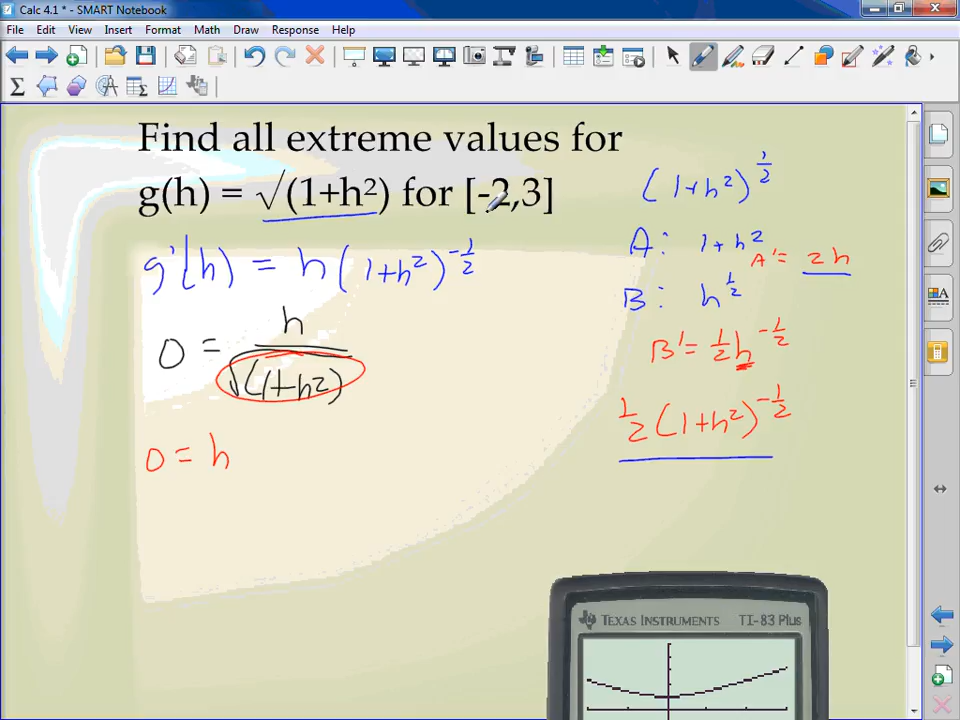 Calc 4.1 * - SMART Notebook
File Edit View Insert Format Math Draw Response Help
Find all extreme values for
g(h) = √(1+h²) for [-2,3]
(1+h²)^½
A: 1+h²
A' = 2h
B: h^½
B' = ½h^-½
½(1+h²)^-½
g'(h) = h(1+h²)^-½
0 = h/√(1+h²)
0 = h
TEXAS INSTRUMENTS TI-83 Plus